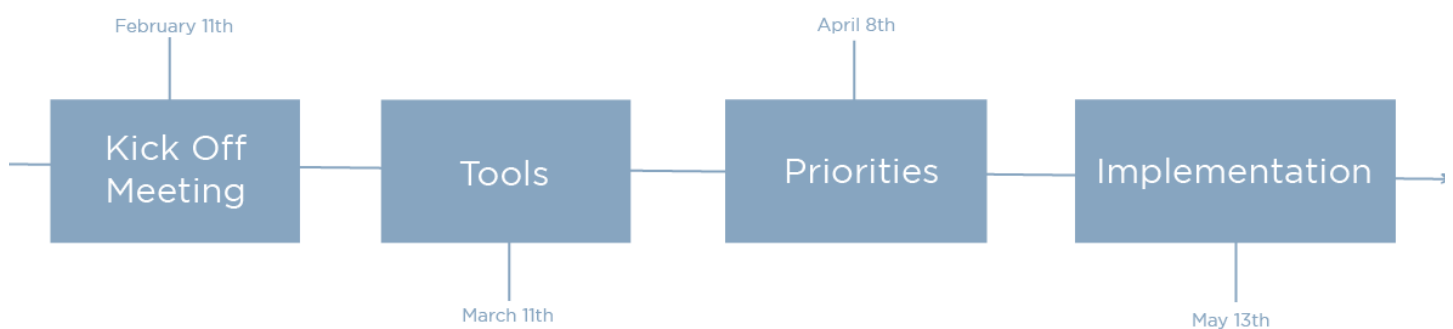 February 11th
Kick Off
Meeting
Tools
March 11th
April 8th
Priorities
Implementation
May 13th